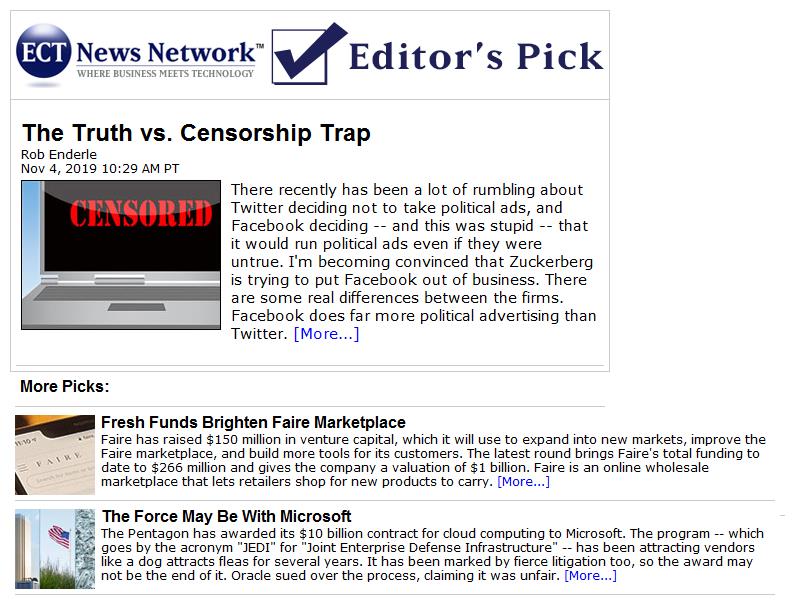 ECT News Network™
WHERE BUSINESS MEETS TECHNOLOGY
Editor's Pick
The Truth vs. Censorship Trap
Rob Enderle
Nov 4, 2019 10:29 AM PT
CENSORED
There recently has been a lot of rumbling about
Twitter deciding not to take political ads, and
Facebook deciding -- and this was stupid -- that
it would run political ads even if they were
untrue. I'm becoming convinced that Zuckerberg
is trying to put Facebook out of business. There
are some real differences between the firms.
Facebook does far more political advertising than
Twitter. [More...]
More Picks:
FAIRE
Fresh Funds Brighten Faire Marketplace
Faire has raised $150 million in venture capital, which it will use to expand into new markets, improve the
Faire marketplace, and build more tools for its customers. The latest round brings Faire's total funding to
date to $266 million and gives the company a valuation of $1 billion. Faire is an online wholesale
marketplace that lets retailers shop for new products to carry. [More...]
The Force May Be With Microsoft
The Pentagon has awarded its $10 billion contract for cloud computing to Microsoft. The program -- which
goes by the acronym "JEDI" for "Joint Enterprise Defense Infrastructure" -- has been attracting vendors
like a dog attracts fleas for several years. It has been marked by fierce litigation too, so the award may
not be the end of it. Oracle sued over the process, claiming it was unfair. [More...]